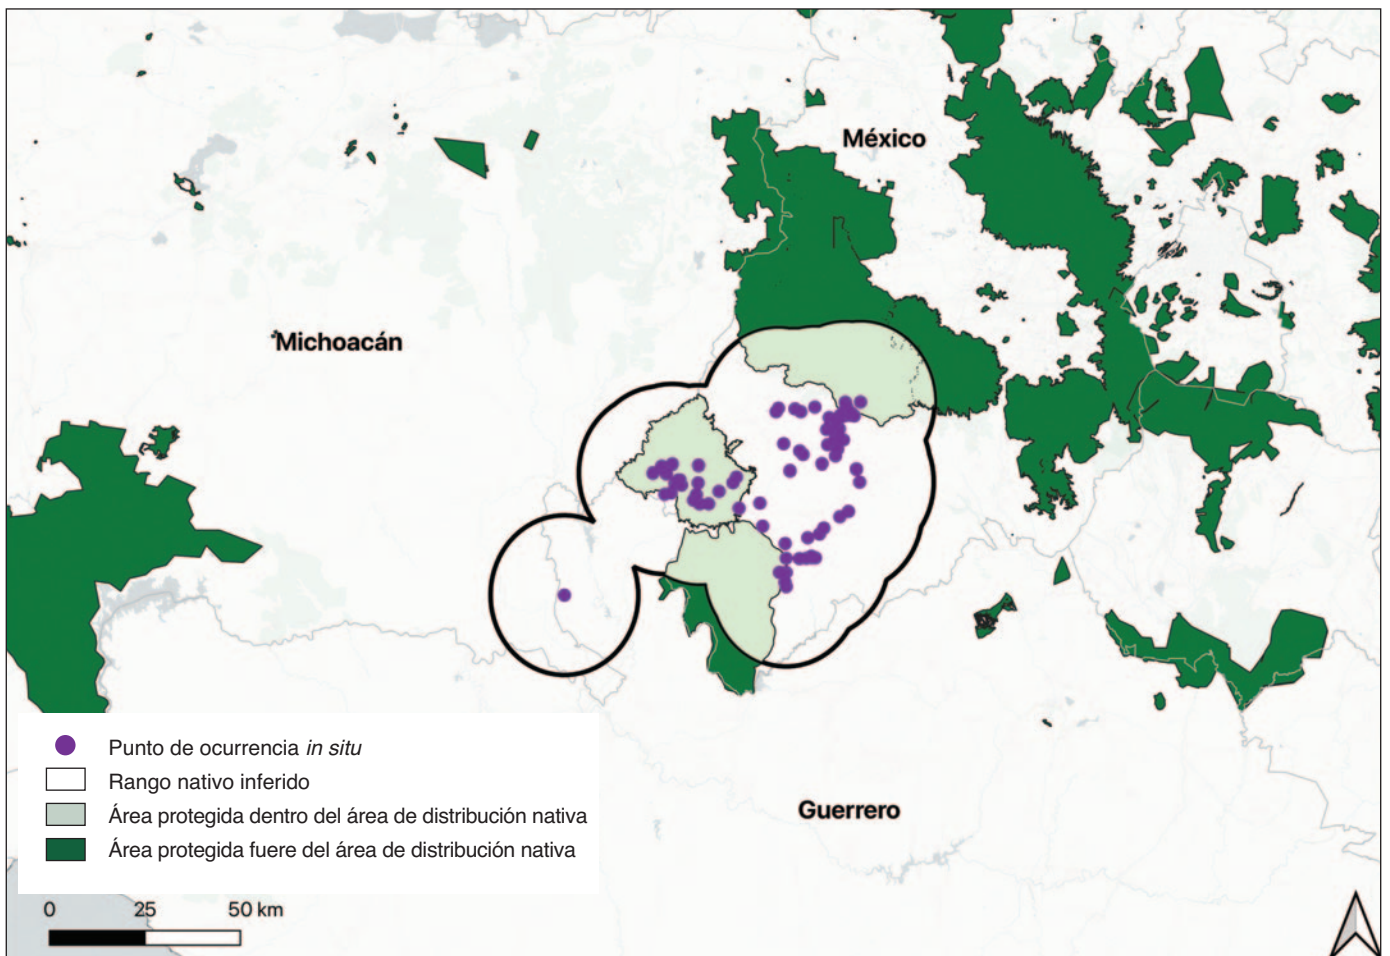 México
Michoacán
Guerrero
Punto de ocurrencia in situ
Rango nativo inferido
Área protegida dentro del área de distribución nativa
Área protegida fuere del área de distribución nativa
0 25 50 km